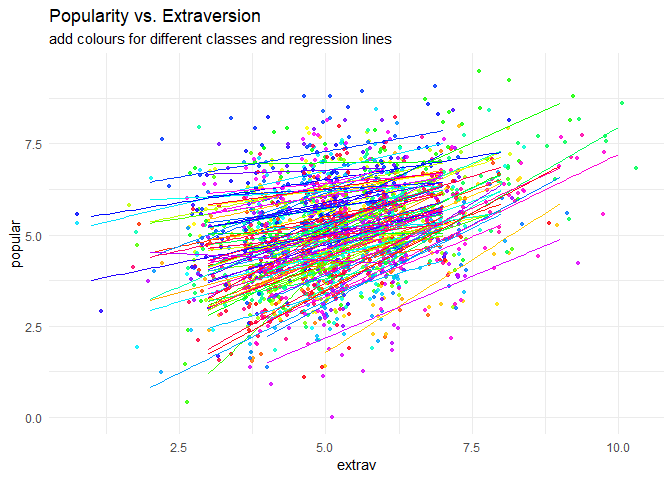 Popularity vs. Extraversion
add colours for different classes and regression lines
popular
7.5
5.0
2.5
0.0
2.5
5.0
7.5
10.0
extrav